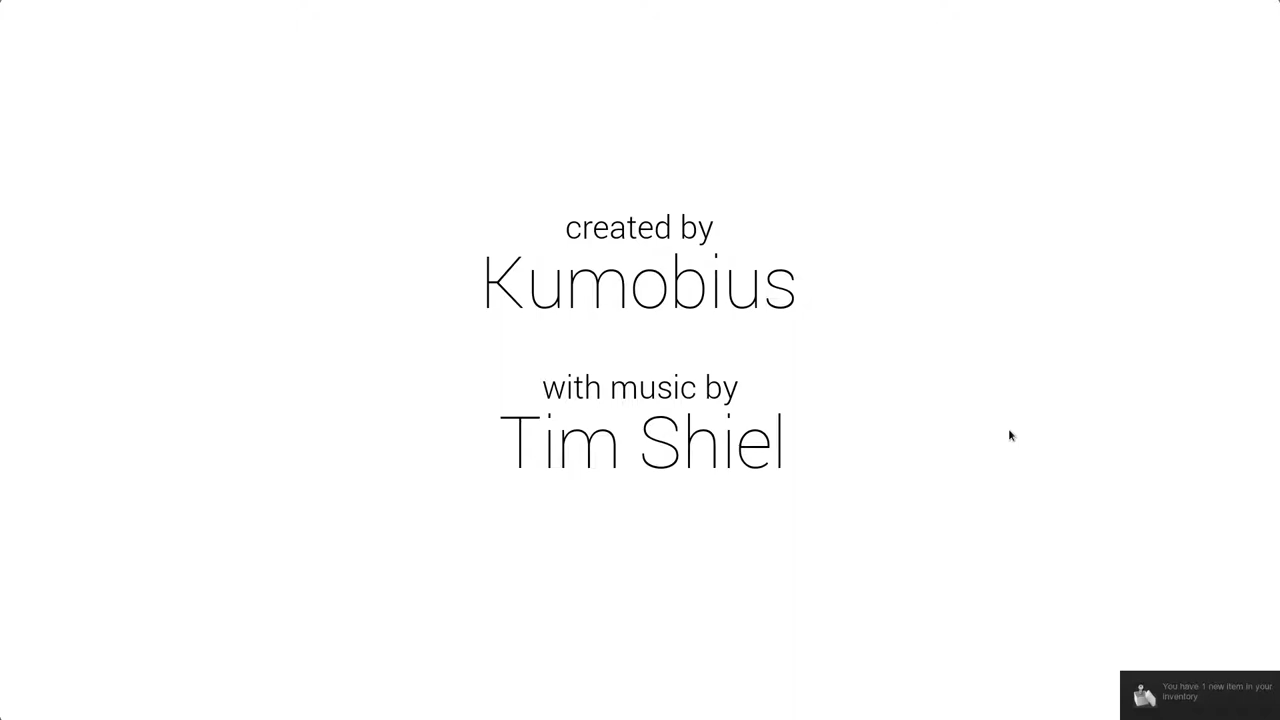 created by
Kumobius
with music by
Tim Shiel
You have 1 new item in your
inventory